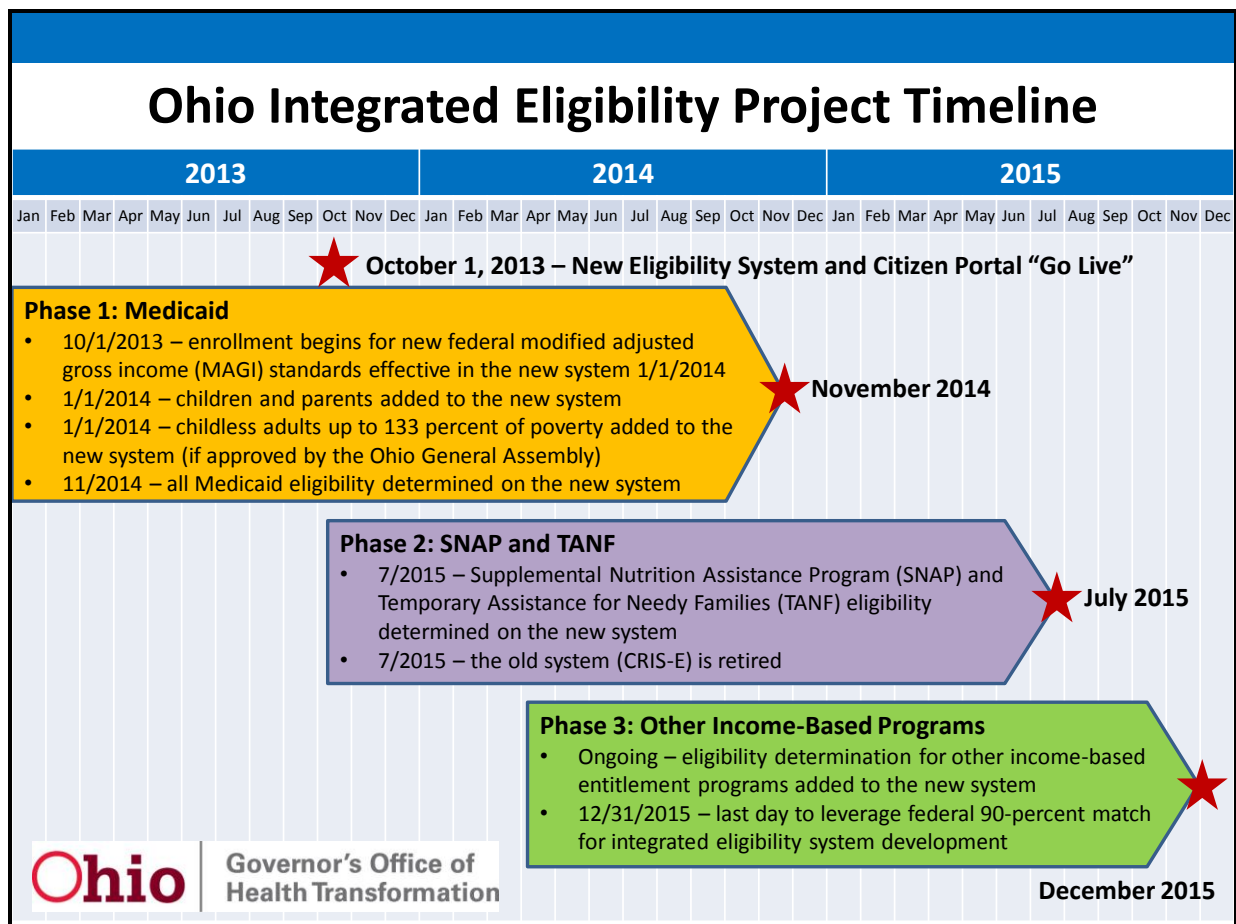 Ohio Integrated Eligibility Project Timeline
2013 2014 2015
Jan Feb Mar Apr May Jun Jul Aug Sep Oct Nov Dec Jan Feb Mar Apr May Jun Jul Aug Sep Oct Nov Dec Jan Feb Mar Apr May Jun Jul Aug Sep Oct Nov Dec
October 1, 2013 – New Eligibility System and Citizen Portal “Go Live”
Phase 1: Medicaid
• 10/1/2013 – enrollment begins for new federal modified adjusted
gross income (MAGI) standards effective in the new system 1/1/2014
• 1/1/2014 – children and parents added to the new system
• 1/1/2014 – childless adults up to 133 percent of poverty added to the
new system (if approved by the Ohio General Assembly)
• 11/2014 – all Medicaid eligibility determined on the new system
November 2014
Phase 2: SNAP and TANF
• 7/2015 – Supplemental Nutrition Assistance Program (SNAP) and
Temporary Assistance for Needy Families (TANF) eligibility
determined on the new system
• 7/2015 – the old system (CRIS-E) is retired
July 2015
Phase 3: Other Income-Based Programs
• Ongoing – eligibility determination for other income-based
entitlement programs added to the new system
• 12/31/2015 – last day to leverage federal 90-percent match
for integrated eligibility system development
December 2015
Ohio
Governor's Office of
Health Transformation